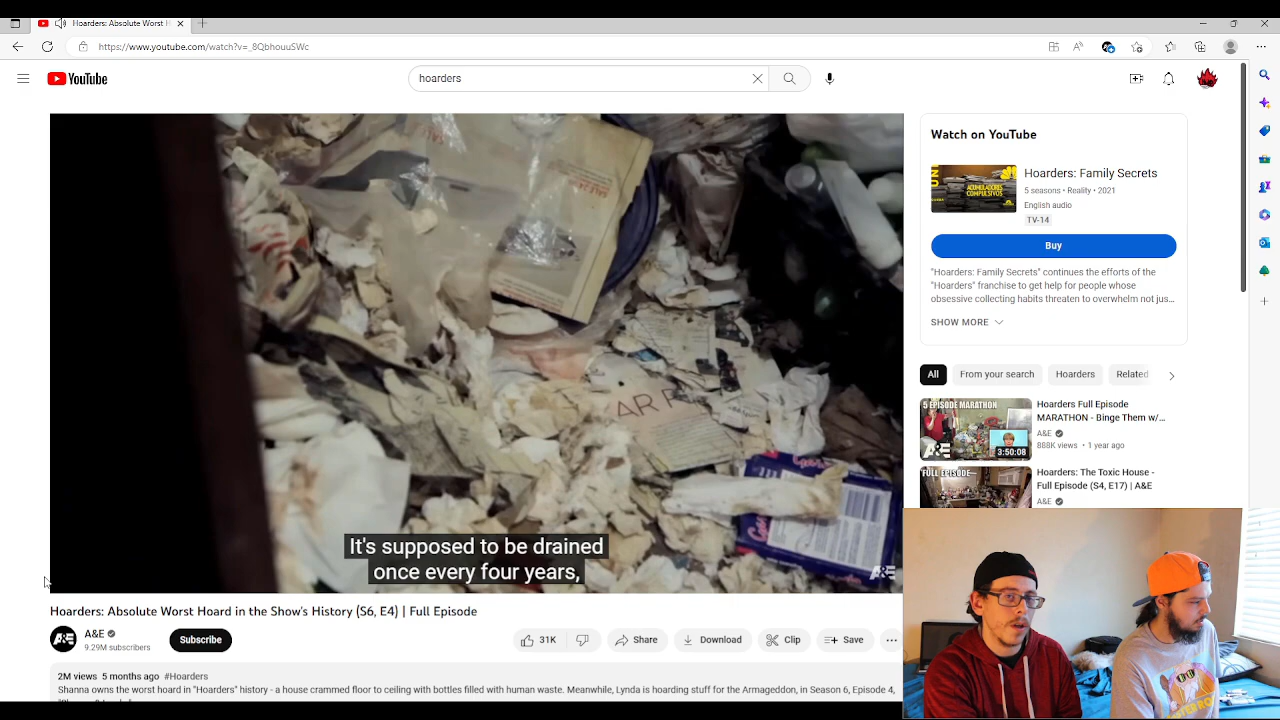 Hoarders: Absolute Worst H
https://www.youtube.com/watch?v=_8QbhouuSWc
YouTube
hoarders
Watch on YouTube
Hoarders: Family Secrets
5 seasons • Reality • 2021
English audio
TV-14
ACUMULADORES
COMPULSIVOS
Buy
"Hoarders: Family Secrets" continues the efforts of the
"Hoarders" franchise to get help for people whose
obsessive collecting habits threaten to overwhelm not jus...
SHOW MORE
All
From your search
Hoarders
Related
5 EPISODE MARATHON
A&E
3:50:08
Hoarders Full Episode
MARATHON - Binge Them w/...
A&E
888K views • 1 year ago
FULL EPISODE
Hoarders: The Toxic House -
Full Episode (S4, E17) | A&E
A&E
AR
It's supposed to be drained
once every four years,
A&E
Hoarders: Absolute Worst Hoard in the Show's History (S6, E4) | Full Episode
A&E
A&E
9.29M subscribers
Subscribe
31K
Share
Download
Clip
Save
2M views 5 months ago #Hoarders
Shanna owns the worst hoard in "Hoarders" history - a house crammed floor to ceiling with bottles filled with human waste. Meanwhile, Lynda is hoarding stuff for the Armageddon, in Season 6, Episode 4,